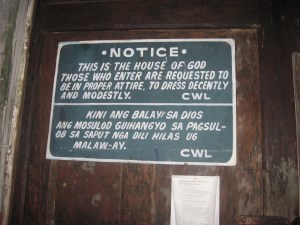 • NOTICE •
THIS IS THE HOUSE OF GOD
THOSE WHO ENTER ARE REQUESTED TO
BE IN PROPER ATTIRE, TO DRESS DECENTLY
AND MODESTLY. CWL
KINI ANG BALAY SA DIOS
ANG MOSULOD GUIHANGYO SA PAGSUL-
OB SA SAPUT NGA DILI HILAS UG
MALAW-AY. CWL